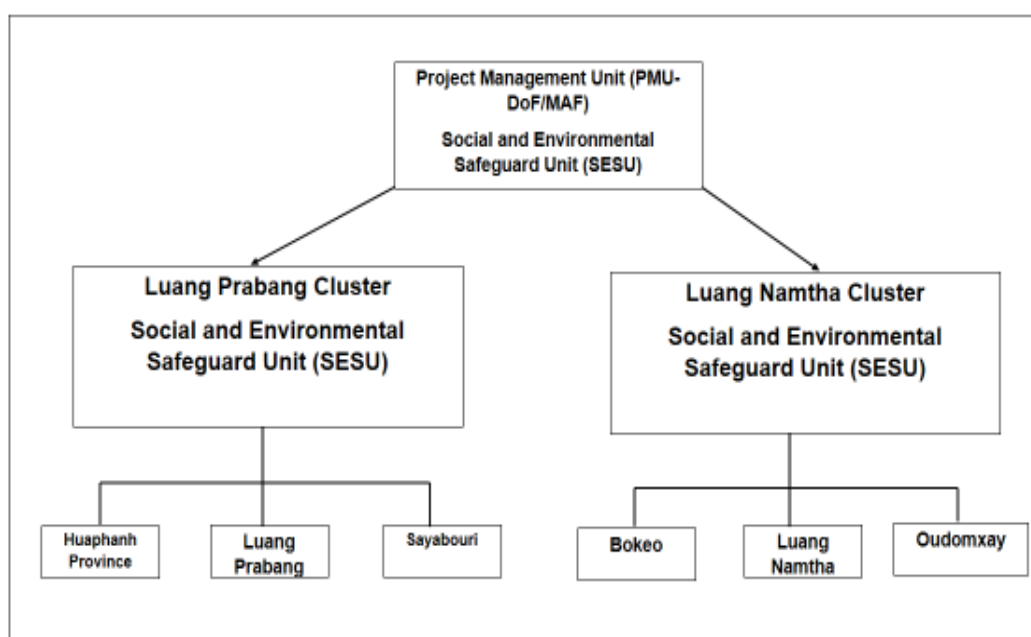 Project Management Unit (PMU-
DoF/MAF)
Social and Environmental
Safeguard Unit (SESU)
Luang Prabang Cluster
Social and Environmental
Safeguard Unit (SESU)
Luang Namtha Cluster
Social and Environmental
Safeguard Unit (SESU)
Huaphanh
Province
Luang
Prabang
Sayabouri
Bokeo
Luang
Namtha
Oudomxay